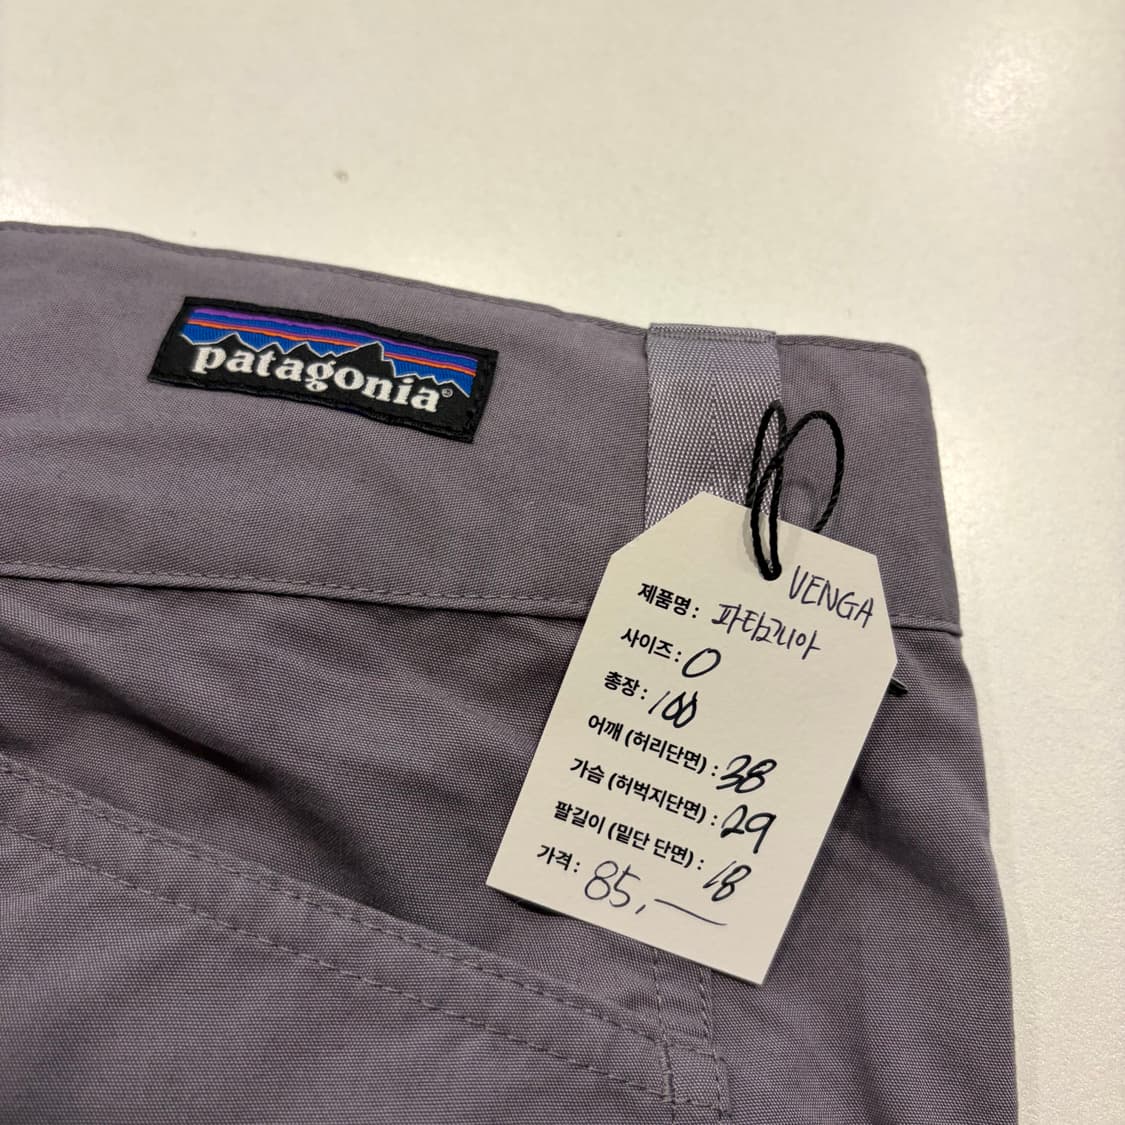 patagonia®
VENGA
제품명 : 파타고니아
사이즈 : 0
총장 : 100
어깨 (허리단면) : 38
가슴 (허벅지단면) : 29
팔길이 (밑단 단면) : 18
가격 : 85,—